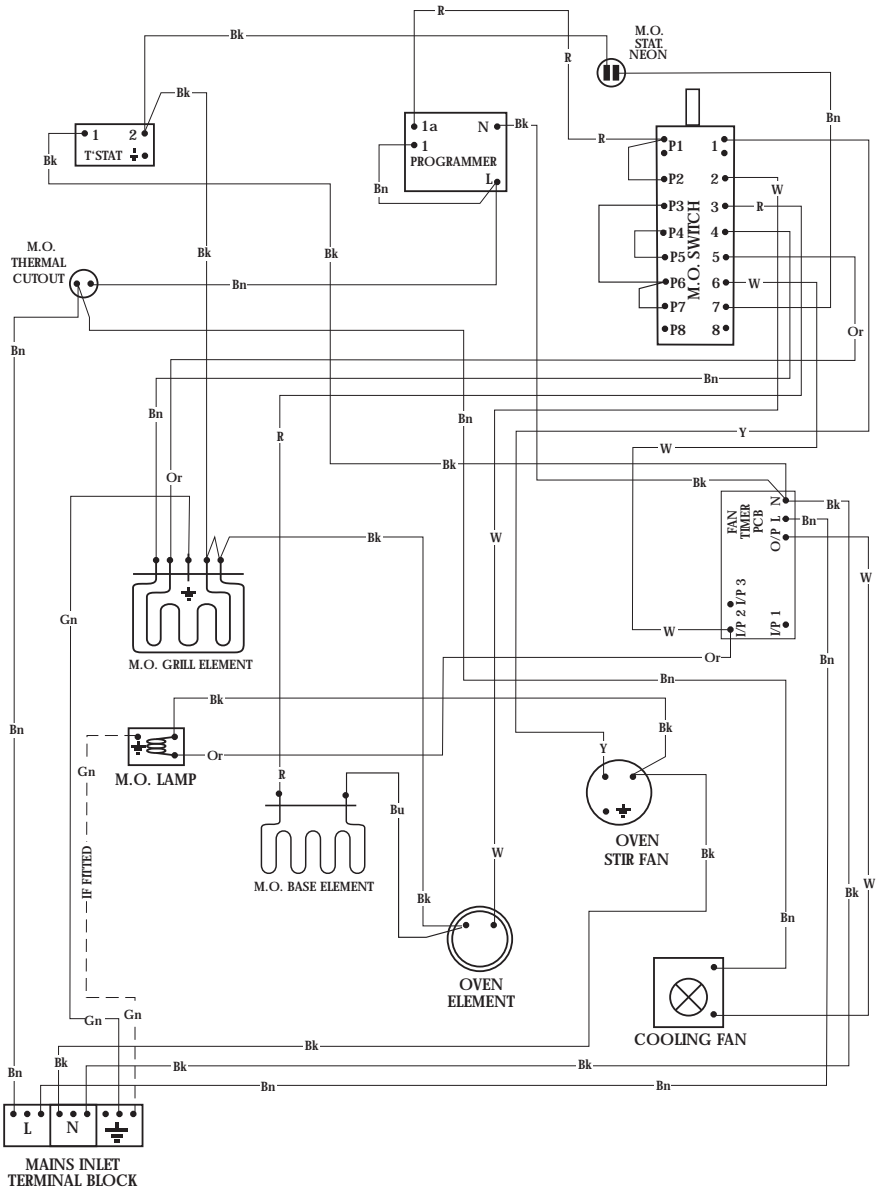 R
Bk
M.O.
STAT.
NEON
R
Bk
Bn
1a N Bk
1
PROGRAMMER
L
Bn
1 2
T'STAT
Bk
R
P1 1
P2 2
P3 3
P4 4
P5 5
P6 6
P7 7
P8 8
M.O. SWITCH
W
R
W
Or
M.O.
THERMAL
CUTOUT
Bk
Bk
Bn
Bn
Bn
Bn
R
Bn
Y
W
Or
Bk
Bk
N
L
O/P
FAN
TIMER
PCB
I/P 3
I/P 2
I/P 1
Bk
Bn
W
Bk
W
Gn
W
Or
Bn
Bn
M.O. GRILL ELEMENT
Bk
Bk
Bn
Or
Y
Gn
M.O. LAMP
R
Bu
OVEN
STIR FAN
IF FITTED
M.O. BASE ELEMENT
W
Bk
Bk
W
Bk
Bn
OVEN
ELEMENT
COOLING FAN
Gn
Gn
Bk
Bk
Bk
Bk
Bn
Bn
Bn
L N
MAINS INLET
TERMINAL BLOCK